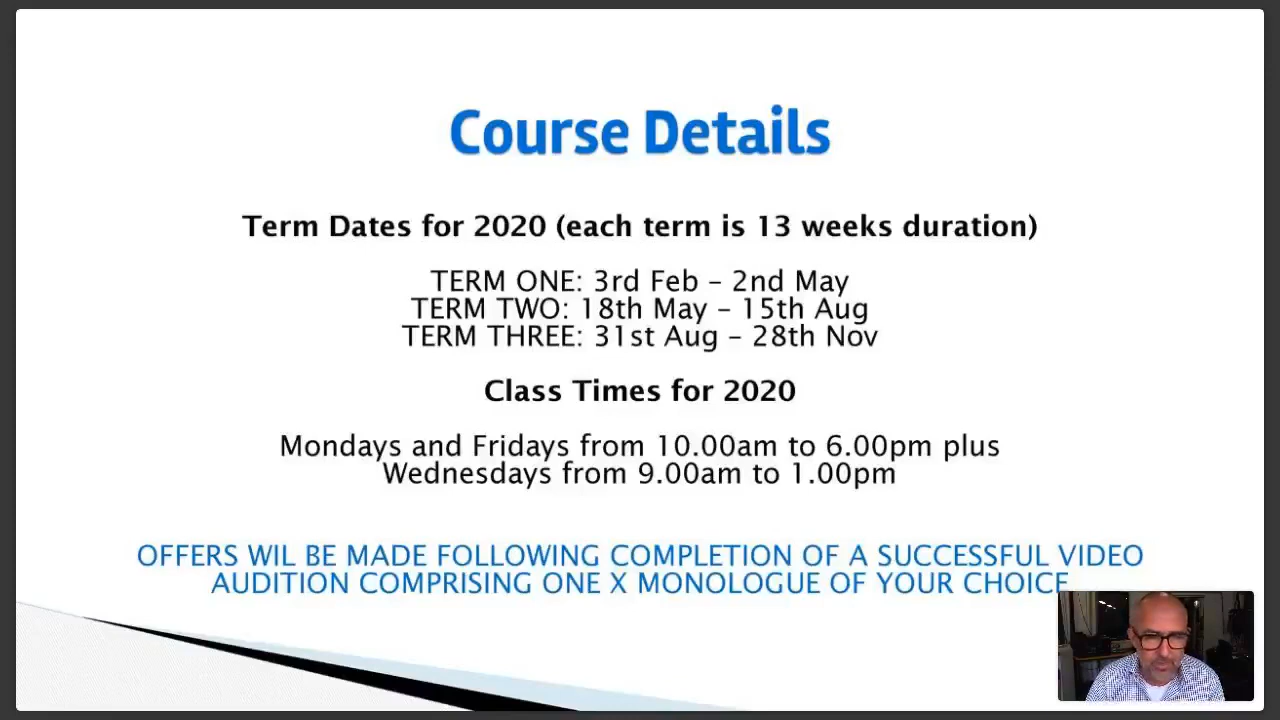 Course Details
Term Dates for 2020 (each term is 13 weeks duration)
TERM ONE: 3rd Feb – 2nd May
TERM TWO: 18th May – 15th Aug
TERM THREE: 31st Aug – 28th Nov
Class Times for 2020
Mondays and Fridays from 10.00am to 6.00pm plus
Wednesdays from 9.00am to 1.00pm
OFFERS WIL BE MADE FOLLOWING COMPLETION OF A SUCCESSFUL VIDEO
AUDITION COMPRISING ONE X MONOLOGUE OF YOUR CHOICE